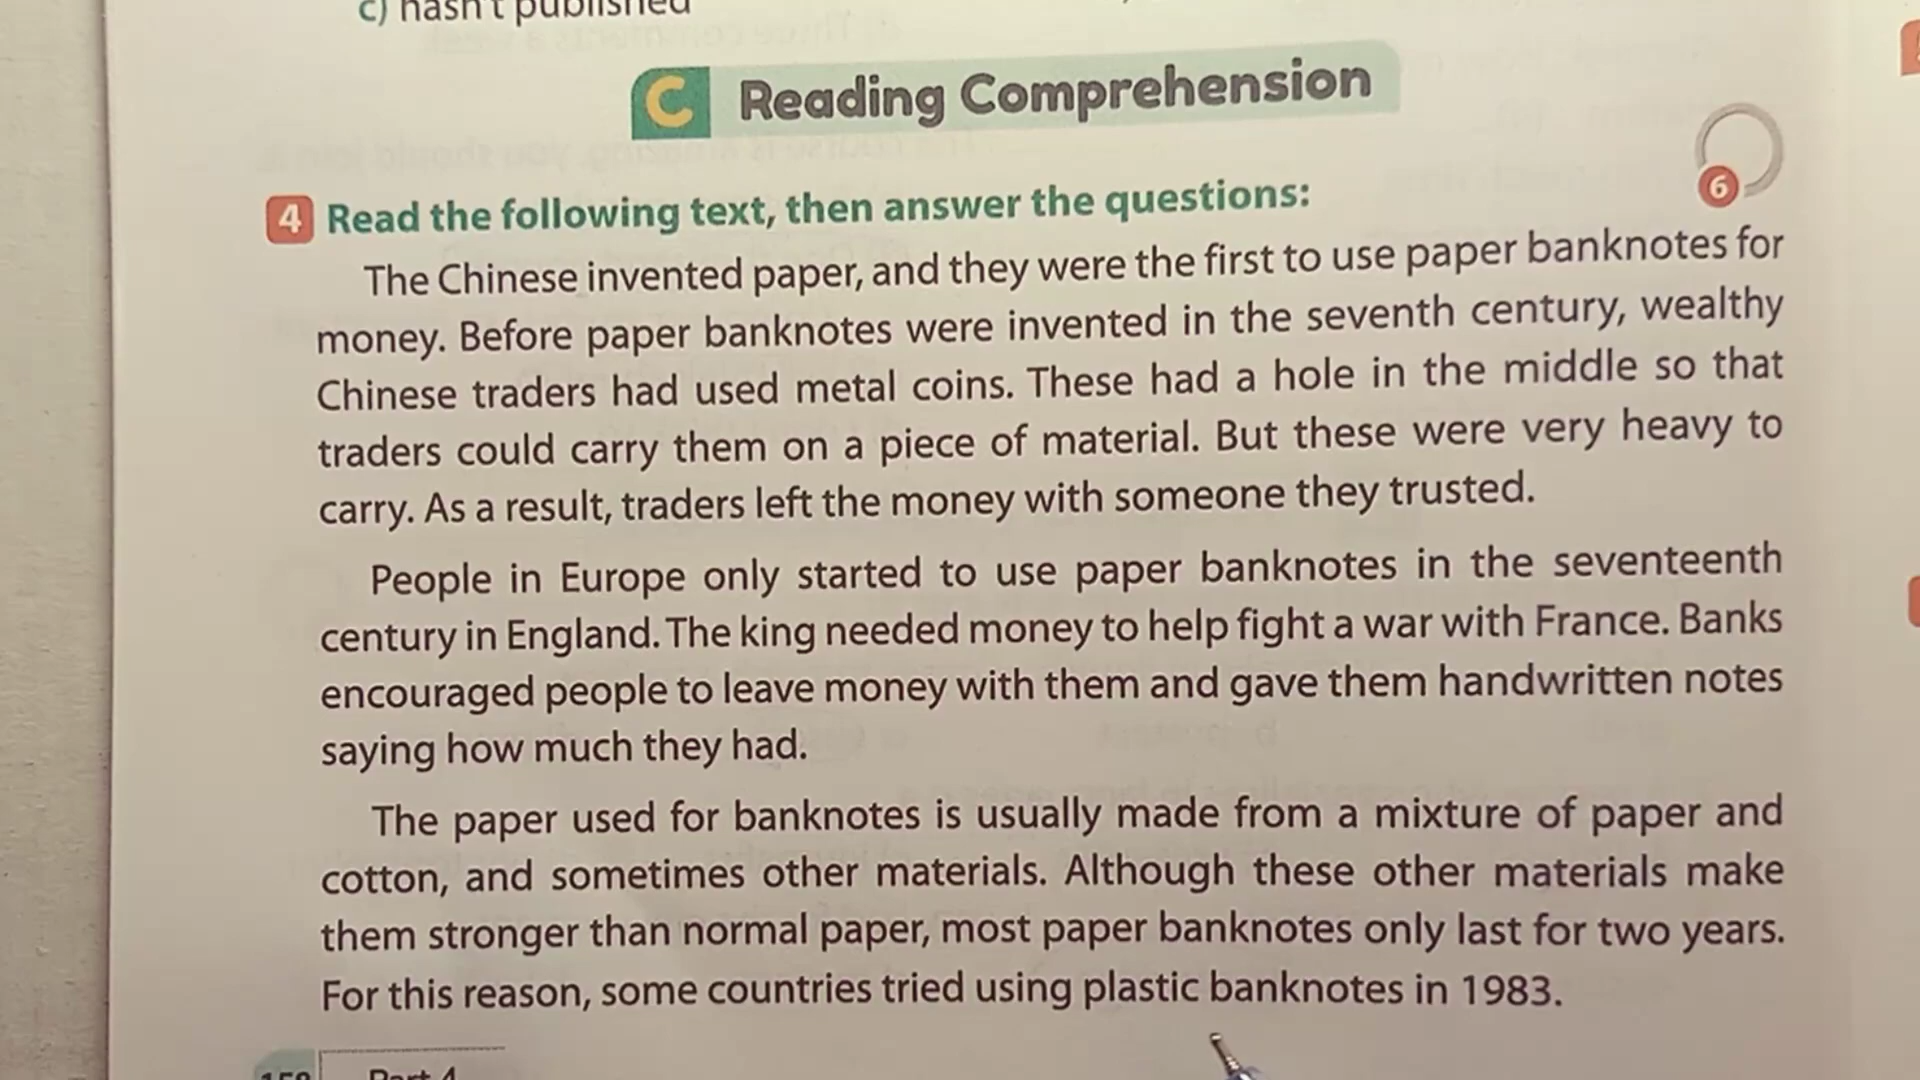 c) hasn't published
C Reading Comprehension
6
4 Read the following text, then answer the questions:
The Chinese invented paper, and they were the first to use paper banknotes for
money. Before paper banknotes were invented in the seventh century, wealthy
Chinese traders had used metal coins. These had a hole in the middle so that
traders could carry them on a piece of material. But these were very heavy to
carry. As a result, traders left the money with someone they trusted.
People in Europe only started to use paper banknotes in the seventeenth
century in England. The king needed money to help fight a war with France. Banks
encouraged people to leave money with them and gave them handwritten notes
saying how much they had.
The paper used for banknotes is usually made from a mixture of paper and
cotton, and sometimes other materials. Although these other materials make
them stronger than normal paper, most paper banknotes only last for two years.
For this reason, some countries tried using plastic banknotes in 1983.
Part 4